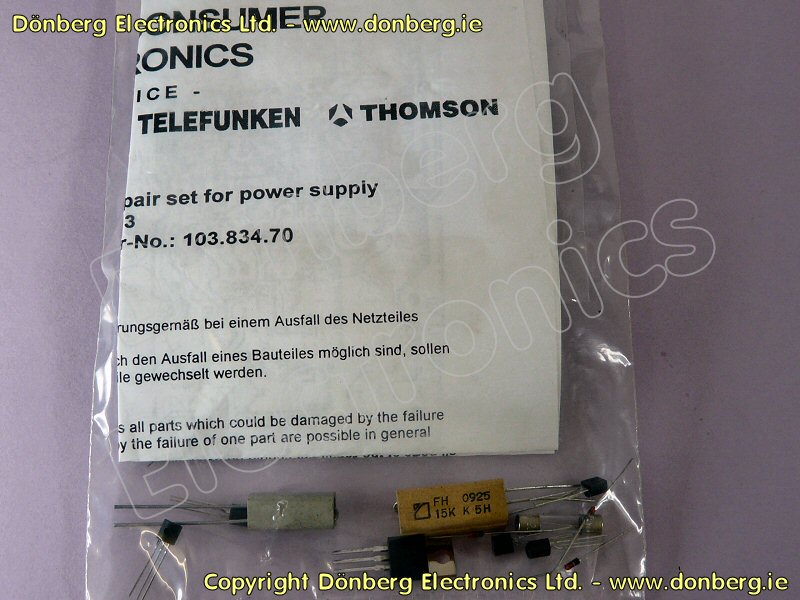 Dönberg Electronics Ltd. - www.donberg.ie
ONSUMER
RONICS
ICE -
TELEFUNKEN THOMSON
pair set for power supply
3
r-No.: 103.834.70
rungsgemäß bei einem Ausfall des Netzteiles
ch den Ausfall eines Bauteiles möglich sind, sollen
ile gewechselt werden.
s all parts which could be damaged by the failure
y the failure of one part are possible in general
Dönberg
Electronics
FH 0925
15K K 5H
Copyright Dönberg Electronics Ltd. - www.donberg.ie